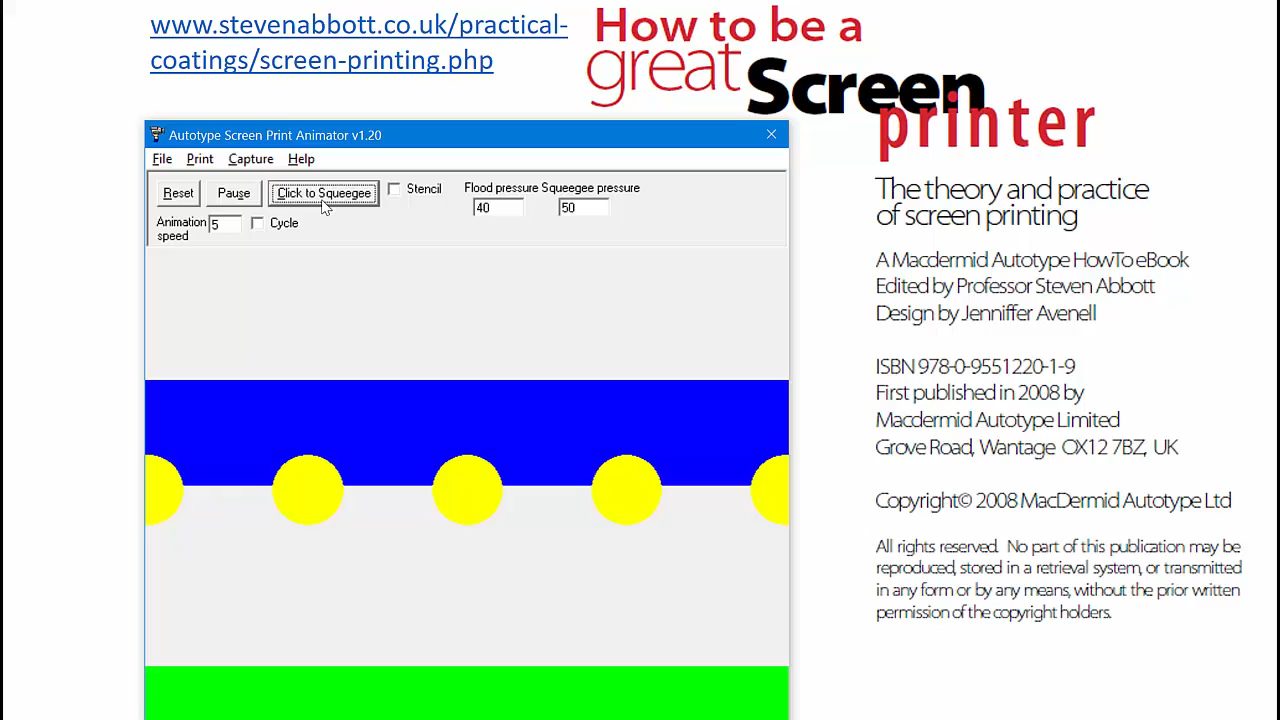 www.stevenabbott.co.uk/practical-
coatings/screen-printing.php
How to be a
great Screen
printer
Autotype Screen Print Animator v1.20
File Print Capture Help
Reset Pause Click to Squeegee Stencil Flood pressure Squeegee pressure
40 50
Animation speed 5 Cycle
The theory and practice
of screen printing
A Macdermid Autotype HowTo eBook
Edited by Professor Steven Abbott
Design by Jenniffer Avenell
ISBN 978-0-9551220-1-9
First published in 2008 by
Macdermid Autotype Limited
Grove Road, Wantage OX12 7BZ, UK
Copyright© 2008 MacDermid Autotype Ltd
All rights reserved. No part of this publication may be
reproduced, stored in a retrieval system, or transmitted
in any form or by any means, without the prior written
permission of the copyright holders.